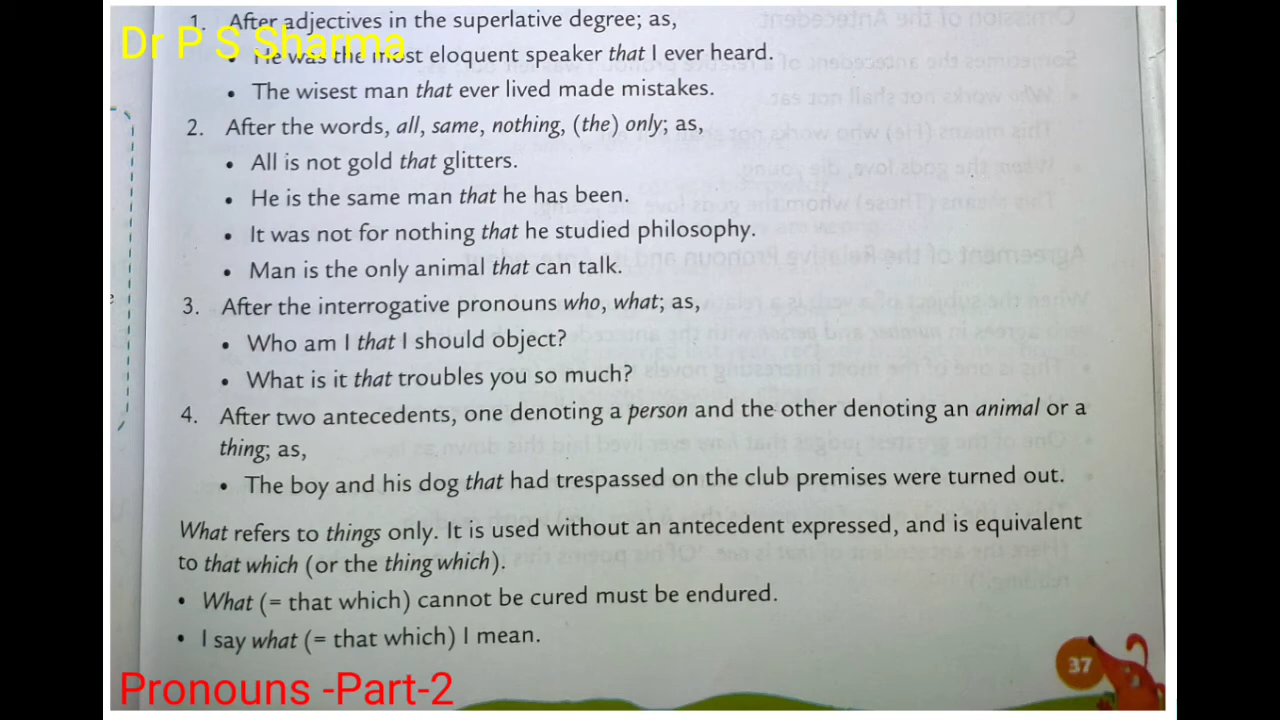 1. After adjectives in the superlative degree; as,
Dr P S Sharma
• He was the most eloquent speaker that I ever heard.
• The wisest man that ever lived made mistakes.
2. After the words, all, same, nothing, (the) only; as,
• All is not gold that glitters.
• He is the same man that he has been.
• It was not for nothing that he studied philosophy.
• Man is the only animal that can talk.
3. After the interrogative pronouns who, what; as,
• Who am I that I should object?
• What is it that troubles you so much?
4. After two antecedents, one denoting a person and the other denoting an animal or a
thing; as,
• The boy and his dog that had trespassed on the club premises were turned out.
What refers to things only. It is used without an antecedent expressed, and is equivalent
to that which (or the thing which).
• What (= that which) cannot be cured must be endured.
• I say what (= that which) I mean.
37
Pronouns -Part-2